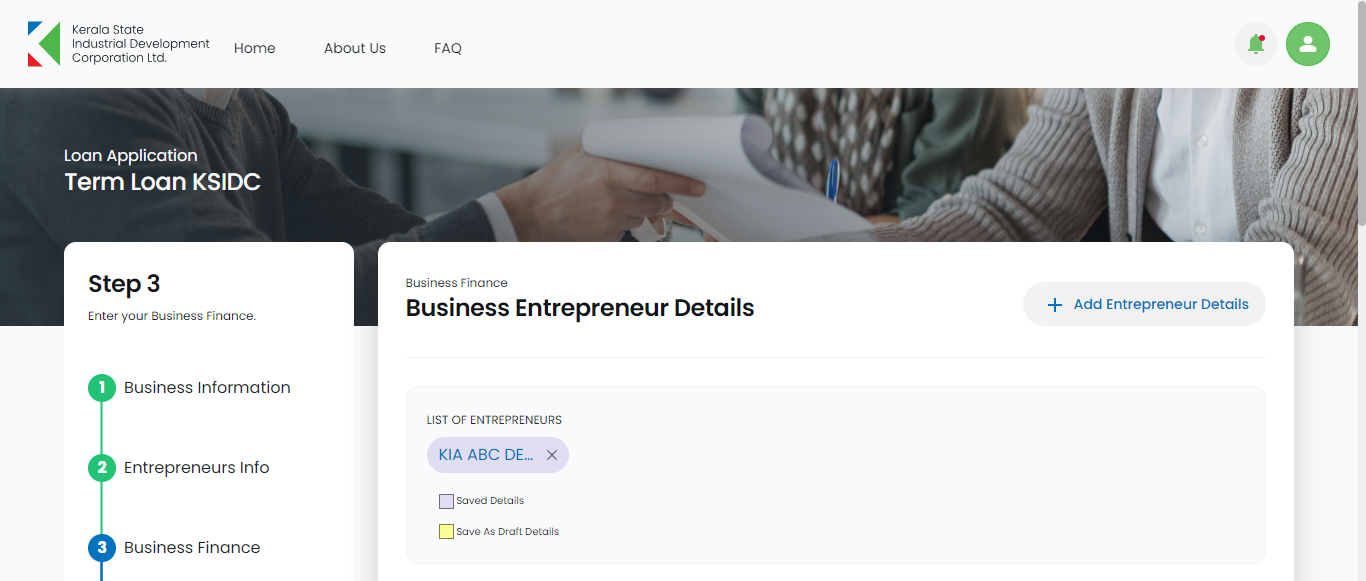 Kerala State
Industrial Development
Corporation Ltd.
Home
About Us
FAQ
Loan Application
Term Loan KSIDC
Step 3
Enter your Business Finance.
1 Business Information
2 Entrepreneurs Info
3 Business Finance
Business Finance
Business Entrepreneur Details
Add Entrepreneur Details
LIST OF ENTREPRENEURS
KIA ABC DE...
Saved Details
Save As Draft Details